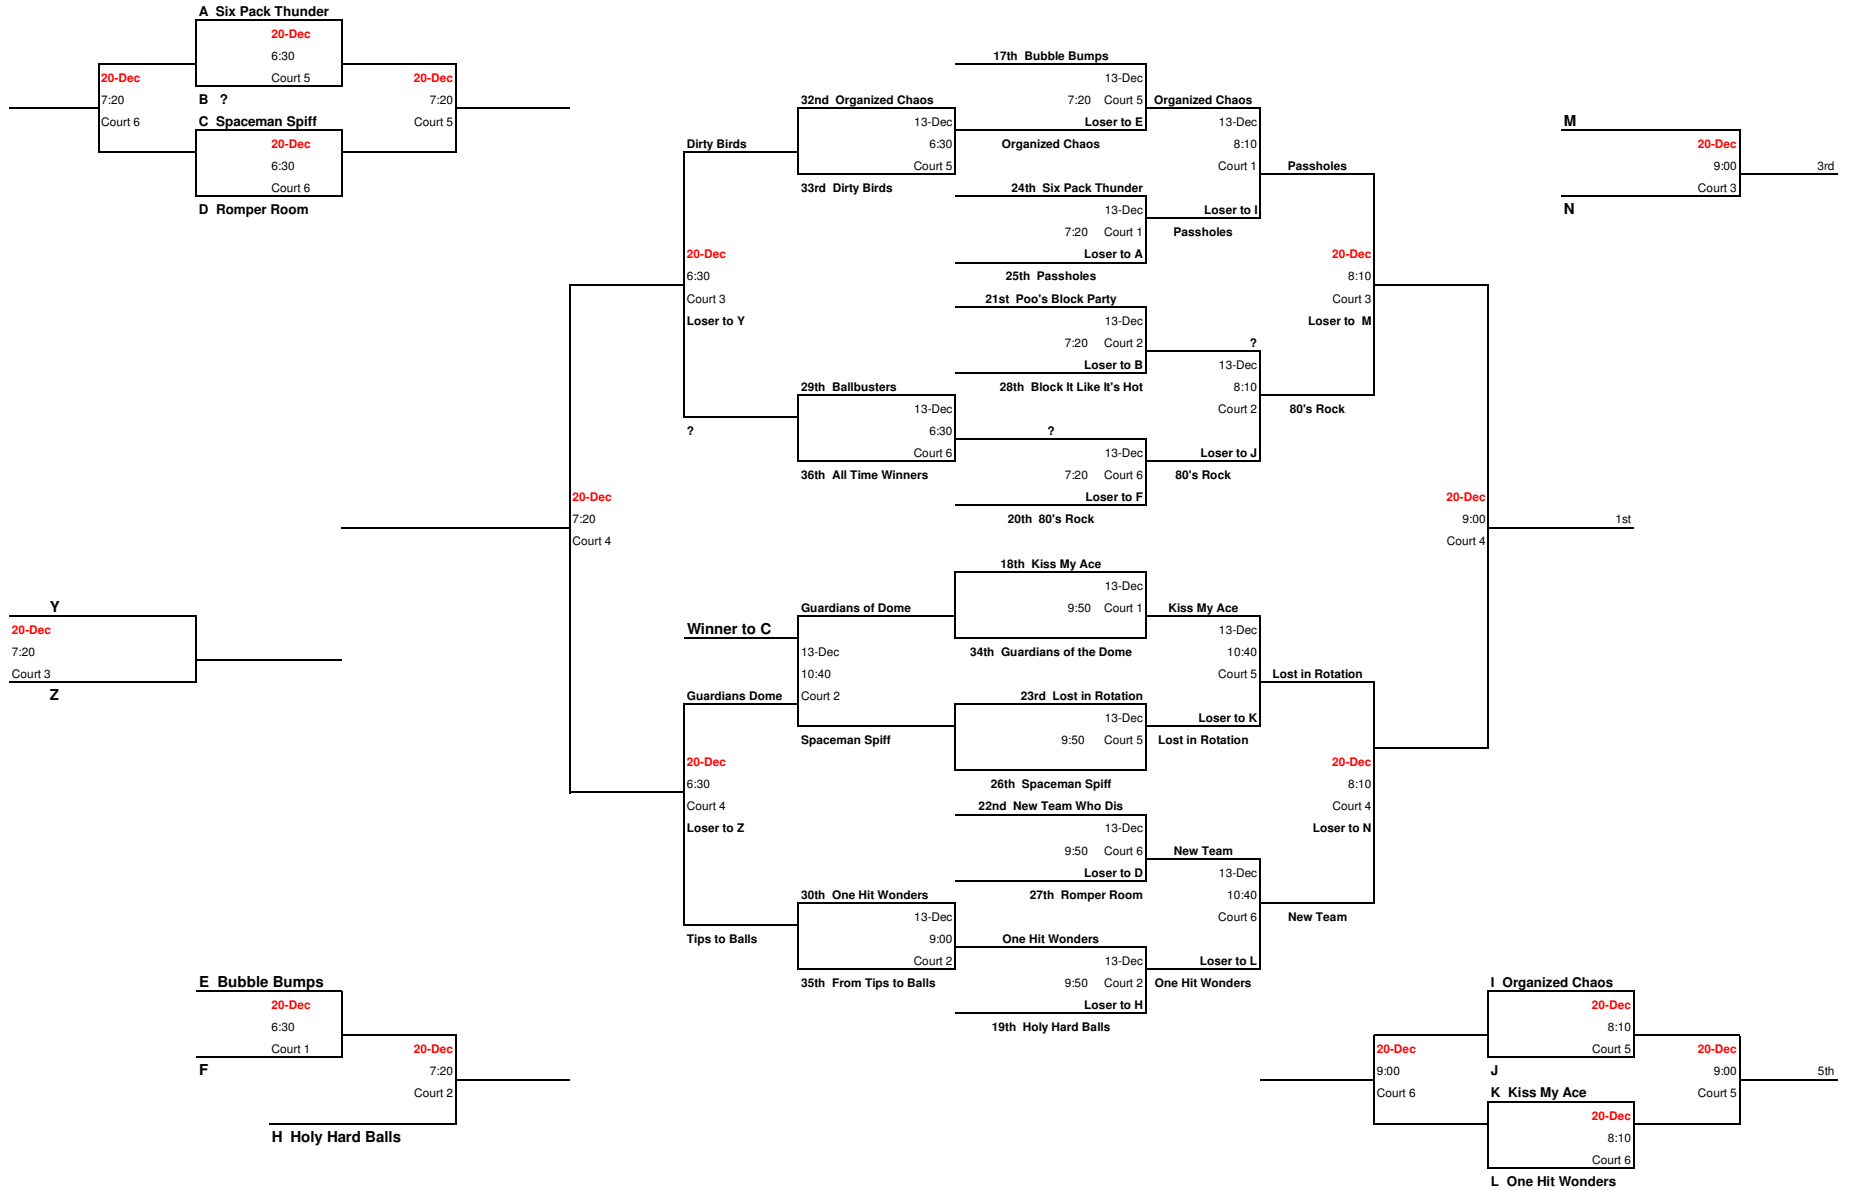 A Six Pack Thunder
20-Dec
6:30
Court 5
B ?
20-Dec
7:20
Court 6
20-Dec
7:20
Court 5
C Spaceman Spiff
20-Dec
6:30
Court 6
D Romper Room
17th Bubble Bumps
13-Dec
7:20 Court 5
Loser to E
Organized Chaos
32nd Organized Chaos
13-Dec
6:30
Court 5
33rd Dirty Birds
Dirty Birds
Organized Chaos
13-Dec
8:10
Court 1
Loser to I
Passholes
24th Six Pack Thunder
13-Dec
7:20 Court 1
Loser to A
25th Passholes
Passholes
20-Dec
8:10
Court 3
Loser to M
80's Rock
M
20-Dec
9:00
Court 3
N
3rd
20-Dec
6:30
Court 3
Loser to Y
?
21st Poo's Block Party
13-Dec
7:20 Court 2
Loser to B
28th Block It Like It's Hot
?
13-Dec
8:10
Court 2
Loser to J
80's Rock
29th Ballbusters
13-Dec
6:30
Court 6
36th All Time Winners
?
13-Dec
7:20 Court 6
Loser to F
20th 80's Rock
20-Dec
7:20
Court 4
20-Dec
9:00
Court 4
1st
Y
20-Dec
7:20
Court 3
Z
18th Kiss My Ace
13-Dec
9:50 Court 1
34th Guardians of the Dome
Guardians of Dome
Winner to C
13-Dec
10:40
Court 2
Spaceman Spiff
Kiss My Ace
13-Dec
10:40
Court 5
Loser to K
Lost in Rotation
23rd Lost in Rotation
13-Dec
9:50 Court 5
26th Spaceman Spiff
Guardians Dome
20-Dec
6:30
Court 4
Loser to Z
Tips to Balls
Lost in Rotation
20-Dec
8:10
Court 4
Loser to N
New Team
22nd New Team Who Dis
13-Dec
9:50 Court 6
Loser to D
27th Romper Room
New Team
13-Dec
10:40
Court 6
Loser to L
One Hit Wonders
30th One Hit Wonders
13-Dec
9:00
Court 2
35th From Tips to Balls
One Hit Wonders
13-Dec
9:50 Court 2
Loser to H
19th Holy Hard Balls
E Bubble Bumps
20-Dec
6:30
Court 1
F
20-Dec
7:20
Court 2
H Holy Hard Balls
I Organized Chaos
20-Dec
8:10
Court 5
J
20-Dec
9:00
Court 6
20-Dec
9:00
Court 5
5th
K Kiss My Ace
20-Dec
8:10
Court 6
L One Hit Wonders